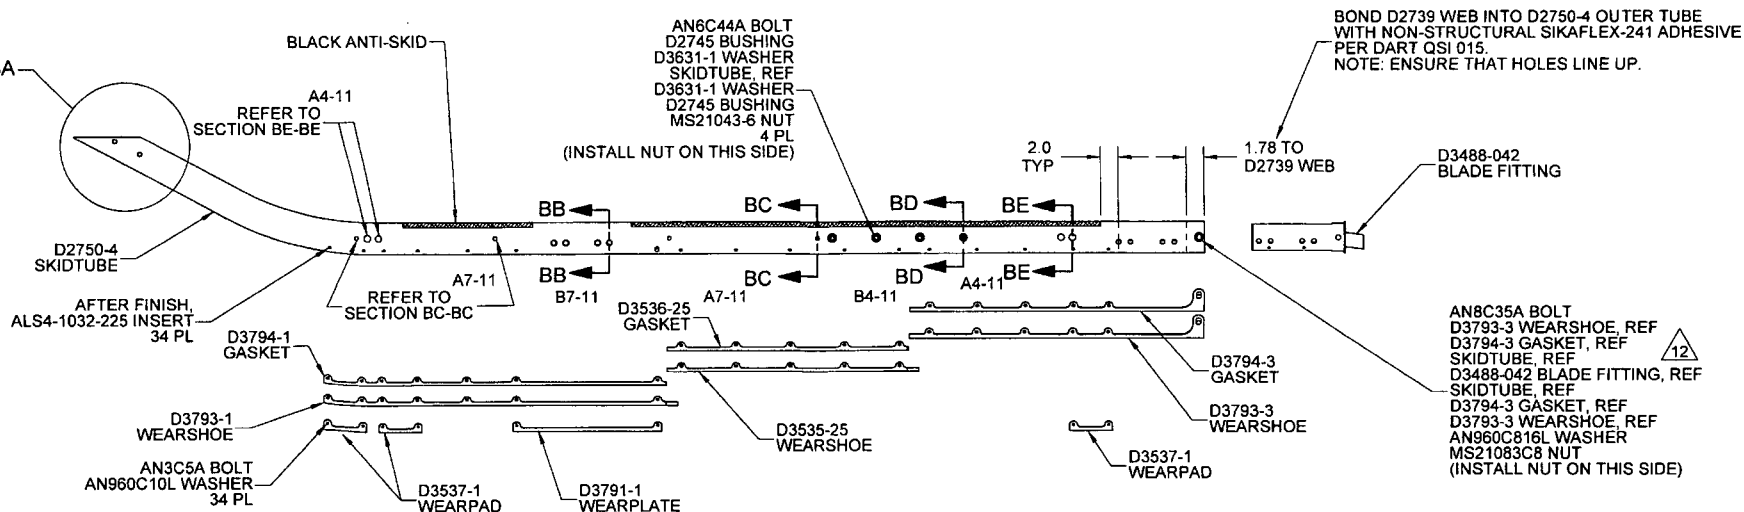 A
BLACK ANTI-SKID
AN6C44A BOLT
D2745 BUSHING
D3631-1 WASHER
SKIDTUBE, REF
D3631-1 WASHER
D2745 BUSHING
MS21043-6 NUT
4 PL
(INSTALL NUT ON THIS SIDE)
BOND D2739 WEB INTO D2750-4 OUTER TUBE
WITH NON-STRUCTURAL SIKAFLEX-241 ADHESIVE
PER DART QSI 015.
NOTE: ENSURE THAT HOLES LINE UP.
A4-11
REFER TO
SECTION BE-BE
2.0
TYP
1.78 TO
D2739 WEB
D3488-042
BLADE FITTING
BB
BC
BD
BE
D2750-4
SKIDTUBE
BB
BC
BD
BE
A7-11
REFER TO
SECTION BC-BC
B7-11
A7-11
B4-11
A4-11
AFTER FINISH,
ALS4-1032-225 INSERT
34 PL
D3794-1
GASKET
D3536-25
GASKET
D3794-3
GASKET
AN8C35A BOLT
D3793-3 WEARSHOE, REF
D3794-3 GASKET, REF
SKIDTUBE, REF
D3488-042 BLADE FITTING, REF
SKIDTUBE, REF
D3794-3 GASKET, REF
D3793-3 WEARSHOE, REF
AN960C816L WASHER
MS21083C8 NUT
(INSTALL NUT ON THIS SIDE)
12
D3793-1
WEARSHOE
D3535-25
WEARSHOE
D3793-3
WEARSHOE
AN3C5A BOLT
AN960C10L WASHER
34 PL
D3537-1
WEARPAD
D3791-1
WEARPLATE
D3537-1
WEARPAD